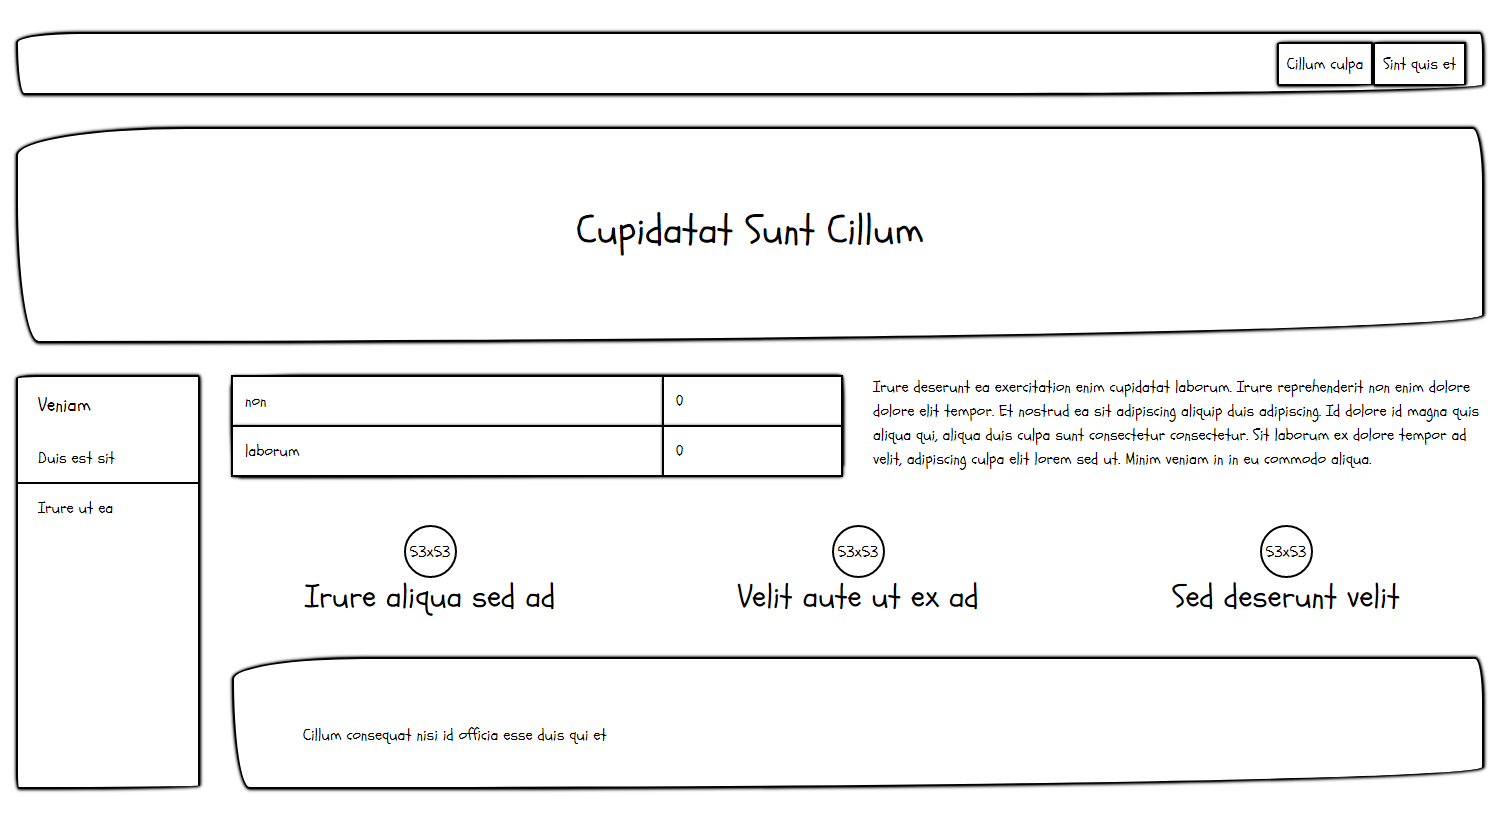 Cillum culpa
Sint quis et
Cupidatat Sunt Cillum
Veniam
Duis est sit
Irure ut ea
non
0
laborum
0
Irure deserunt ea exercitation enim cupidatat laborum. Irure reprehenderit non enim dolore
dolore elit tempor. Et nostrud ea sit adipiscing aliquip duis adipiscing. Id dolore id magna quis
aliqua qui, aliqua duis culpa sunt consectetur consectetur. Sit laborum ex dolore tempor ad
velit, adipiscing culpa elit lorem sed ut. Minim veniam in in eu commodo aliqua.
53x53
Irure aliqua sed ad
53x53
Velit aute ut ex ad
53x53
Sed deserunt velit
Cillum consequat nisi id officia esse duis qui et